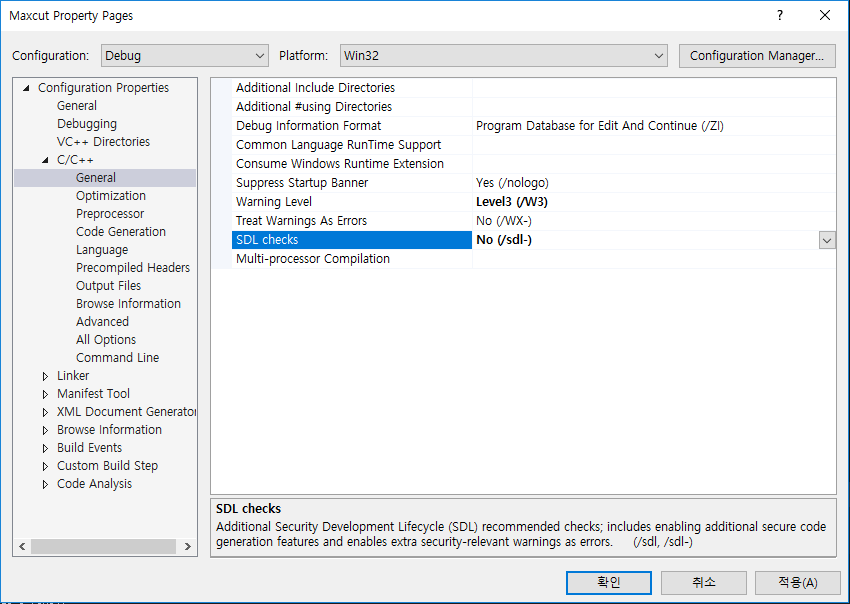 Maxcut Property Pages
?
Configuration: Debug Platform: Win32 Configuration Manager...
Configuration Properties
General
Debugging
VC++ Directories
C/C++
General
Optimization
Preprocessor
Code Generation
Language
Precompiled Headers
Output Files
Browse Information
Advanced
All Options
Command Line
Linker
Manifest Tool
XML Document Generator
Browse Information
Build Events
Custom Build Step
Code Analysis
Additional Include Directories
Additional #using Directories
Debug Information Format Program Database for Edit And Continue (/ZI)
Common Language RunTime Support
Consume Windows Runtime Extension
Suppress Startup Banner Yes (/nologo)
Warning Level Level3 (/W3)
Treat Warnings As Errors No (/WX-)
SDL checks No (/sdl-)
Multi-processor Compilation
SDL checks
Additional Security Development Lifecycle (SDL) recommended checks; includes enabling additional secure code
generation features and enables extra security-relevant warnings as errors. (/sdl, /sdl-)
확인 취소 적용(A)